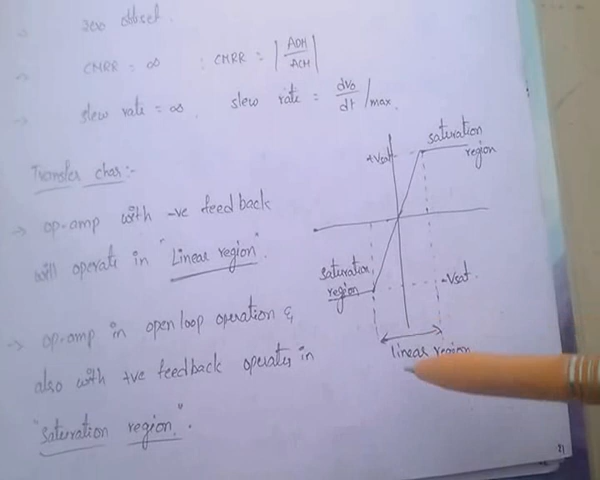 zero offset.
→ CMRR = ∞ : CMRR = |ADM/ACM|
→ slew rate = ∞. slew rate = dVo/dt /max.
Transfer char:-
→ op-amp with -ve feedback
will operate in "Linear region".
→ op-amp in open loop operation &
also with +ve feedback operates in
"saturation region".
+Vsat
saturation
region
saturation
region
-Vsat.
linear region